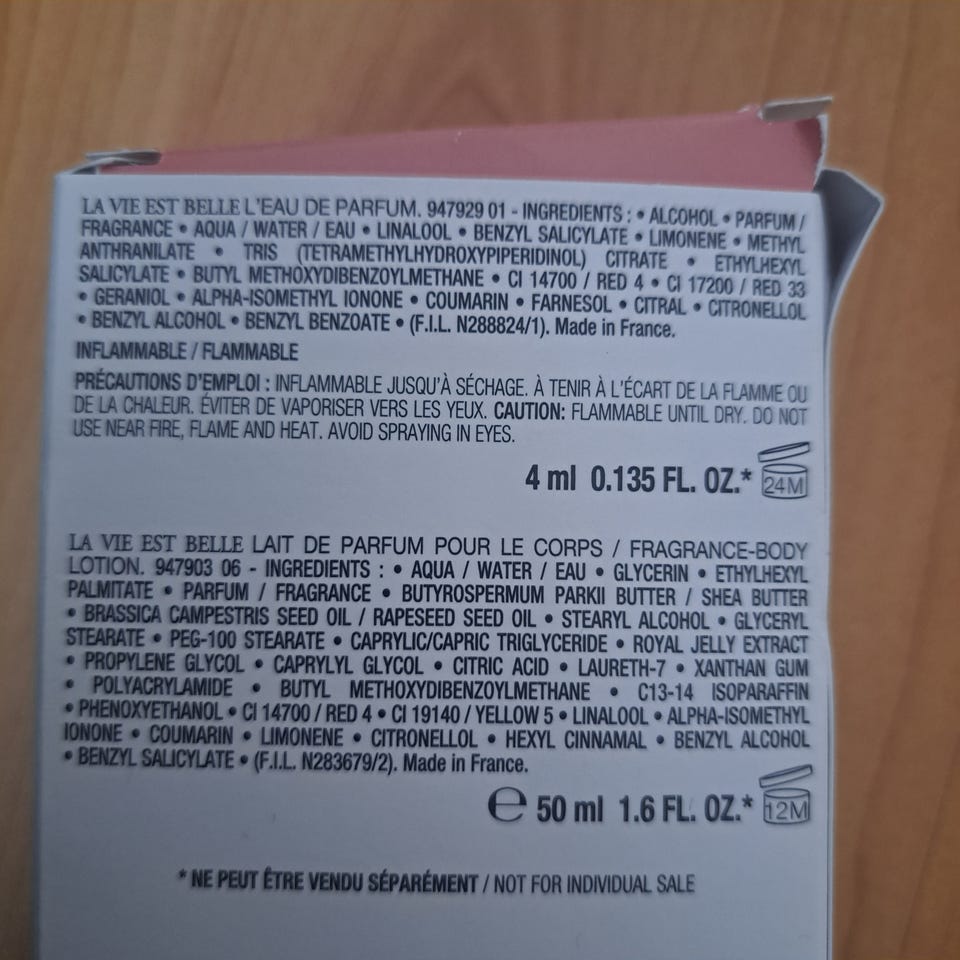 LA VIE EST BELLE L'EAU DE PARFUM. 947929 01 - INGREDIENTS : • ALCOHOL • PARFUM /
FRAGRANCE • AQUA / WATER / EAU • LINALOOL • BENZYL SALICYLATE • LIMONENE • METHYL
ANTHRANILATE • TRIS (TETRAMETHYLHYDROXYPIPERIDINOL) CITRATE • ETHYLHEXYL
SALICYLATE • BUTYL METHOXYDIBENZOYLMETHANE • CI 14700 / RED 4 • CI 17200 / RED 33
• GERANIOL • ALPHA-ISOMETHYL IONONE • COUMARIN • FARNESOL • CITRAL • CITRONELLOL
• BENZYL ALCOHOL • BENZYL BENZOATE • (F.I.L. N288824/1). Made in France.
INFLAMMABLE / FLAMMABLE
PRÉCAUTIONS D'EMPLOI : INFLAMMABLE JUSQU'À SÉCHAGE. À TENIR À L'ÉCART DE LA FLAMME OU
DE LA CHALEUR. ÉVITER DE VAPORISER VERS LES YEUX. CAUTION: FLAMMABLE UNTIL DRY. DO NOT
USE NEAR FIRE, FLAME AND HEAT. AVOID SPRAYING IN EYES.
4 ml 0.135 FL. OZ.* 24M
LA VIE EST BELLE LAIT DE PARFUM POUR LE CORPS / FRAGRANCE-BODY
LOTION. 947903 06 - INGREDIENTS : • AQUA / WATER / EAU • GLYCERIN • ETHYLHEXYL
PALMITATE • PARFUM / FRAGRANCE • BUTYROSPERMUM PARKII BUTTER / SHEA BUTTER
• BRASSICA CAMPESTRIS SEED OIL / RAPESEED SEED OIL • STEARYL ALCOHOL • GLYCERYL
STEARATE • PEG-100 STEARATE • CAPRYLIC/CAPRIC TRIGLYCERIDE • ROYAL JELLY EXTRACT
• PROPYLENE GLYCOL • CAPRYLYL GLYCOL • CITRIC ACID • LAURETH-7 • XANTHAN GUM
• POLYACRYLAMIDE • BUTYL METHOXYDIBENZOYLMETHANE • C13-14 ISOPARAFFIN
• PHENOXYETHANOL • CI 14700 / RED 4 • CI 19140 / YELLOW 5 • LINALOOL • ALPHA-ISOMETHYL
IONONE • COUMARIN • LIMONENE • CITRONELLOL • HEXYL CINNAMAL • BENZYL ALCOHOL
• BENZYL SALICYLATE • (F.I.L. N283679/2). Made in France.
℮ 50 ml 1.6 FL. OZ.* 12M
* NE PEUT ÊTRE VENDU SÉPARÉMENT / NOT FOR INDIVIDUAL SALE